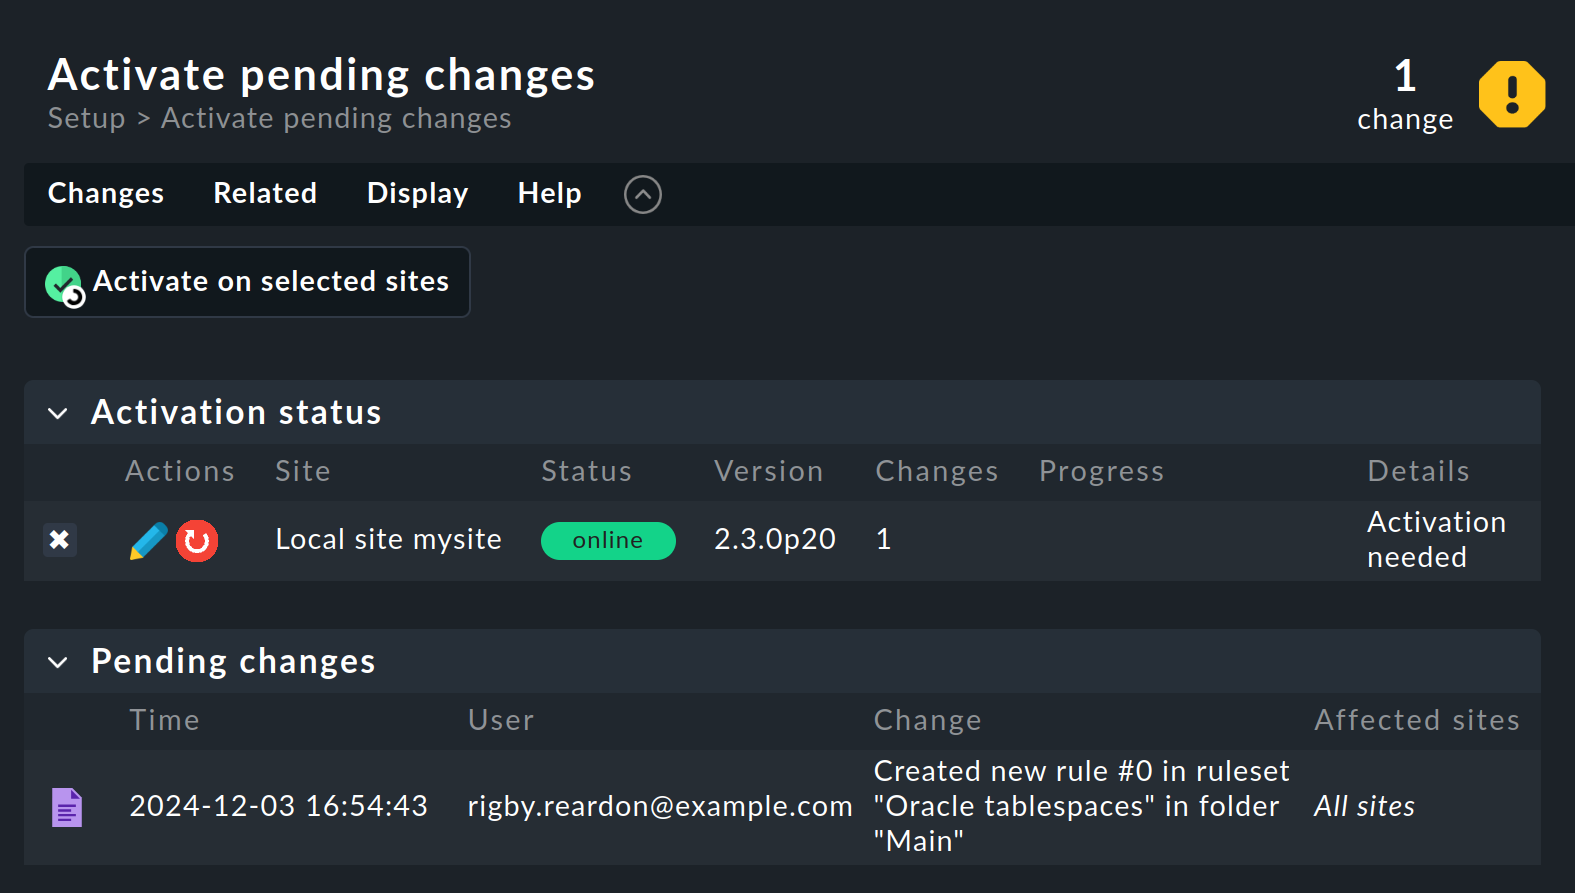 Activate pending changes
Setup > Activate pending changes
1
change
Changes Related Display Help
Activate on selected sites
Activation status
Actions Site Status Version Changes Progress Details
Local site mysite online 2.3.0p20 1 Activation
needed
Pending changes
Time User Change Affected sites
2024-12-03 16:54:43 rigby.reardon@example.com Created new rule #0 in ruleset
"Oracle tablespaces" in folder
"Main"
All sites